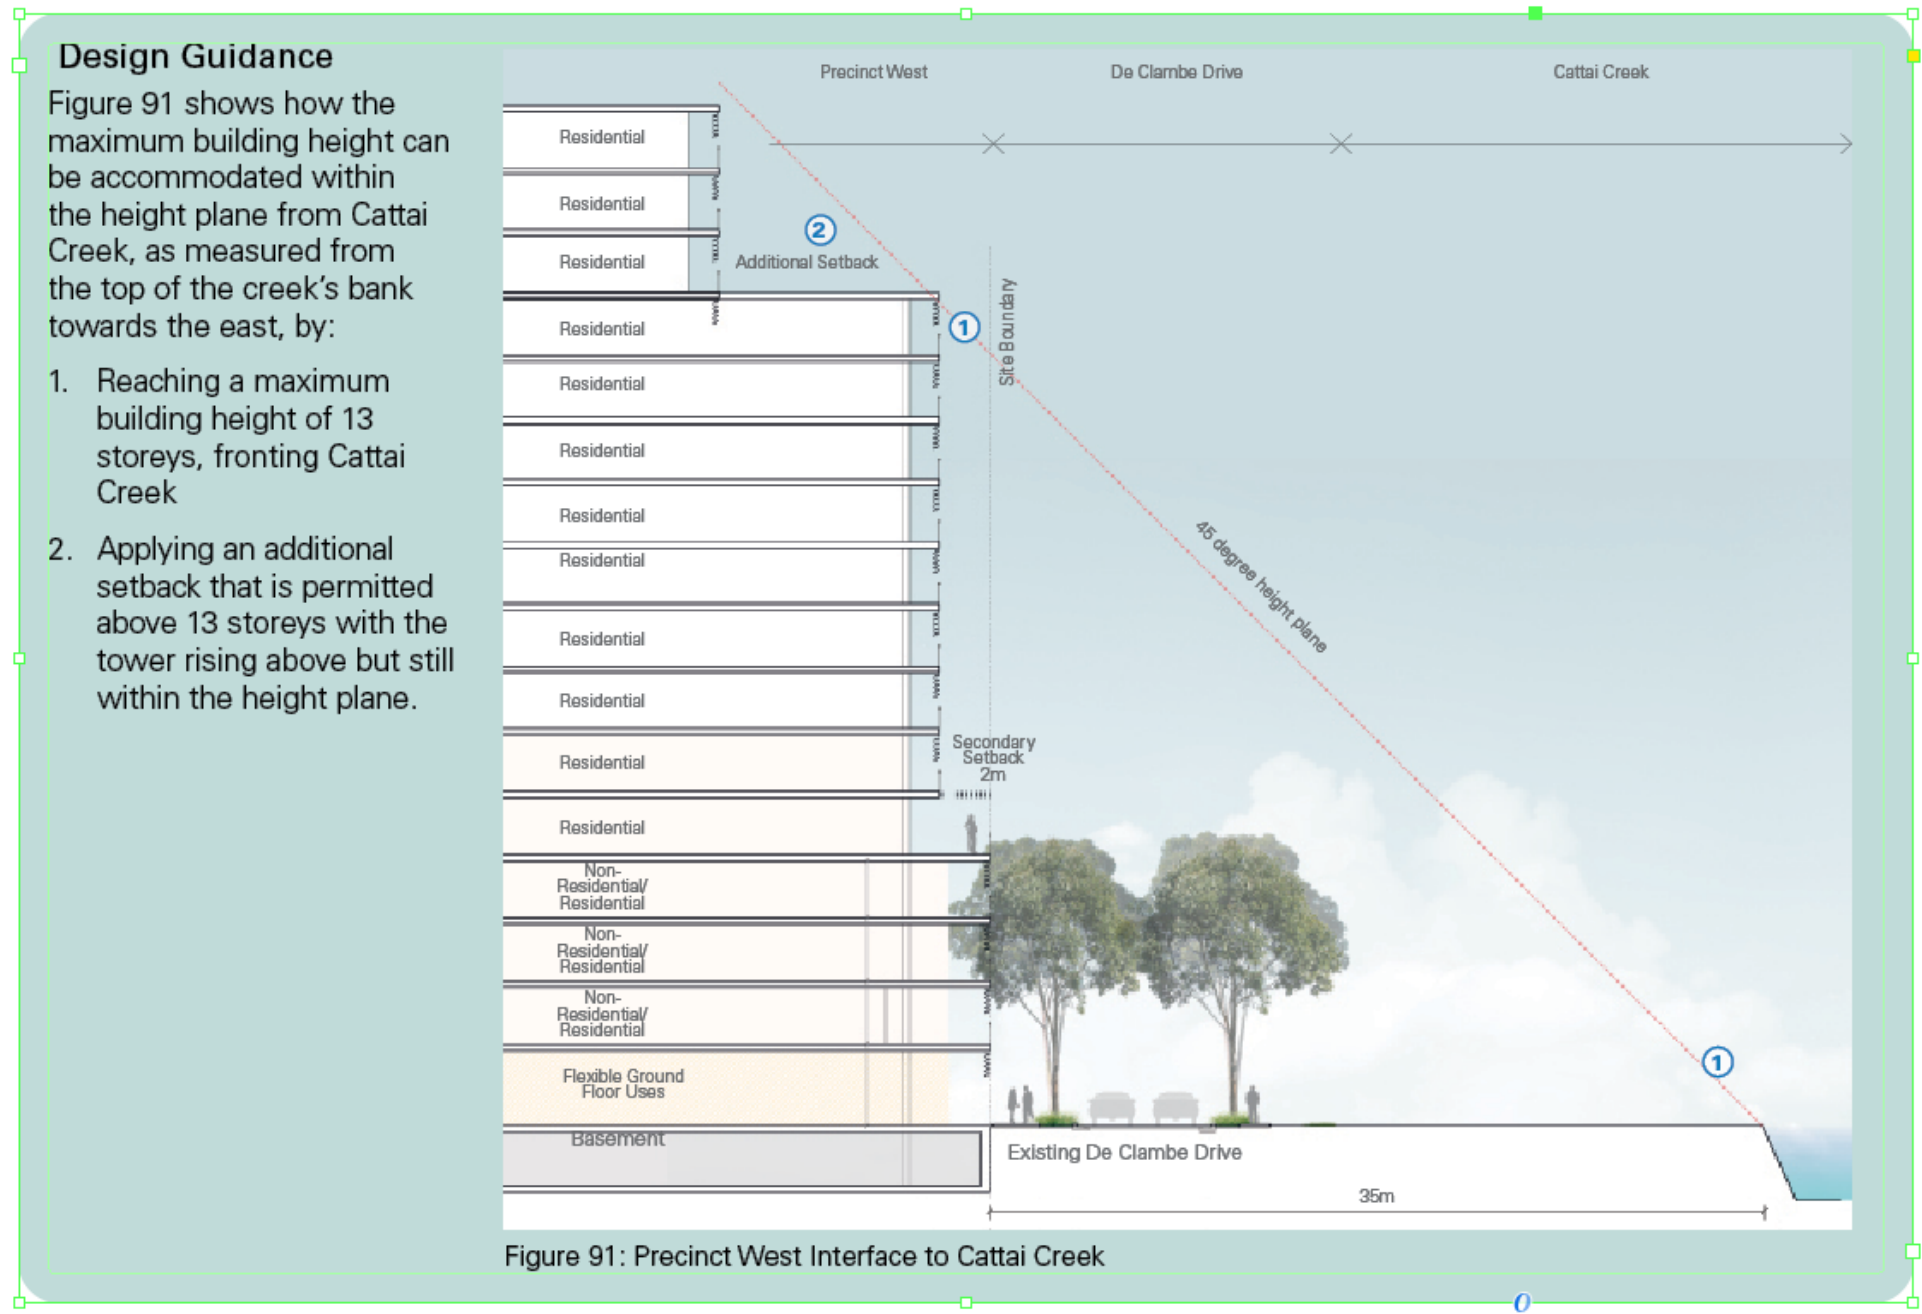 Design Guidance
Figure 91 shows how the
maximum building height can
be accommodated within
the height plane from Cattai
Creek, as measured from
the top of the creek's bank
towards the east, by:
1. Reaching a maximum
building height of 13
storeys, fronting Cattai
Creek
2. Applying an additional
setback that is permitted
above 13 storeys with the
tower rising above but still
within the height plane.
Precinct West
De Clambe Drive
Cattai Creek
Residential
Residential
2
Additional Setback
Residential
Residential
1
Site Boundary
Residential
Residential
Residential
Residential
45 degree height plane
Residential
Residential
Secondary
Setback
2m
Residential
Residential
Non-
Residential/
Residential
Non-
Residential/
Residential
Non-
Residential/
Residential
1
Flexible Ground
Floor Uses
Basement
Existing De Clambe Drive
35m
Figure 91: Precinct West Interface to Cattai Creek
0